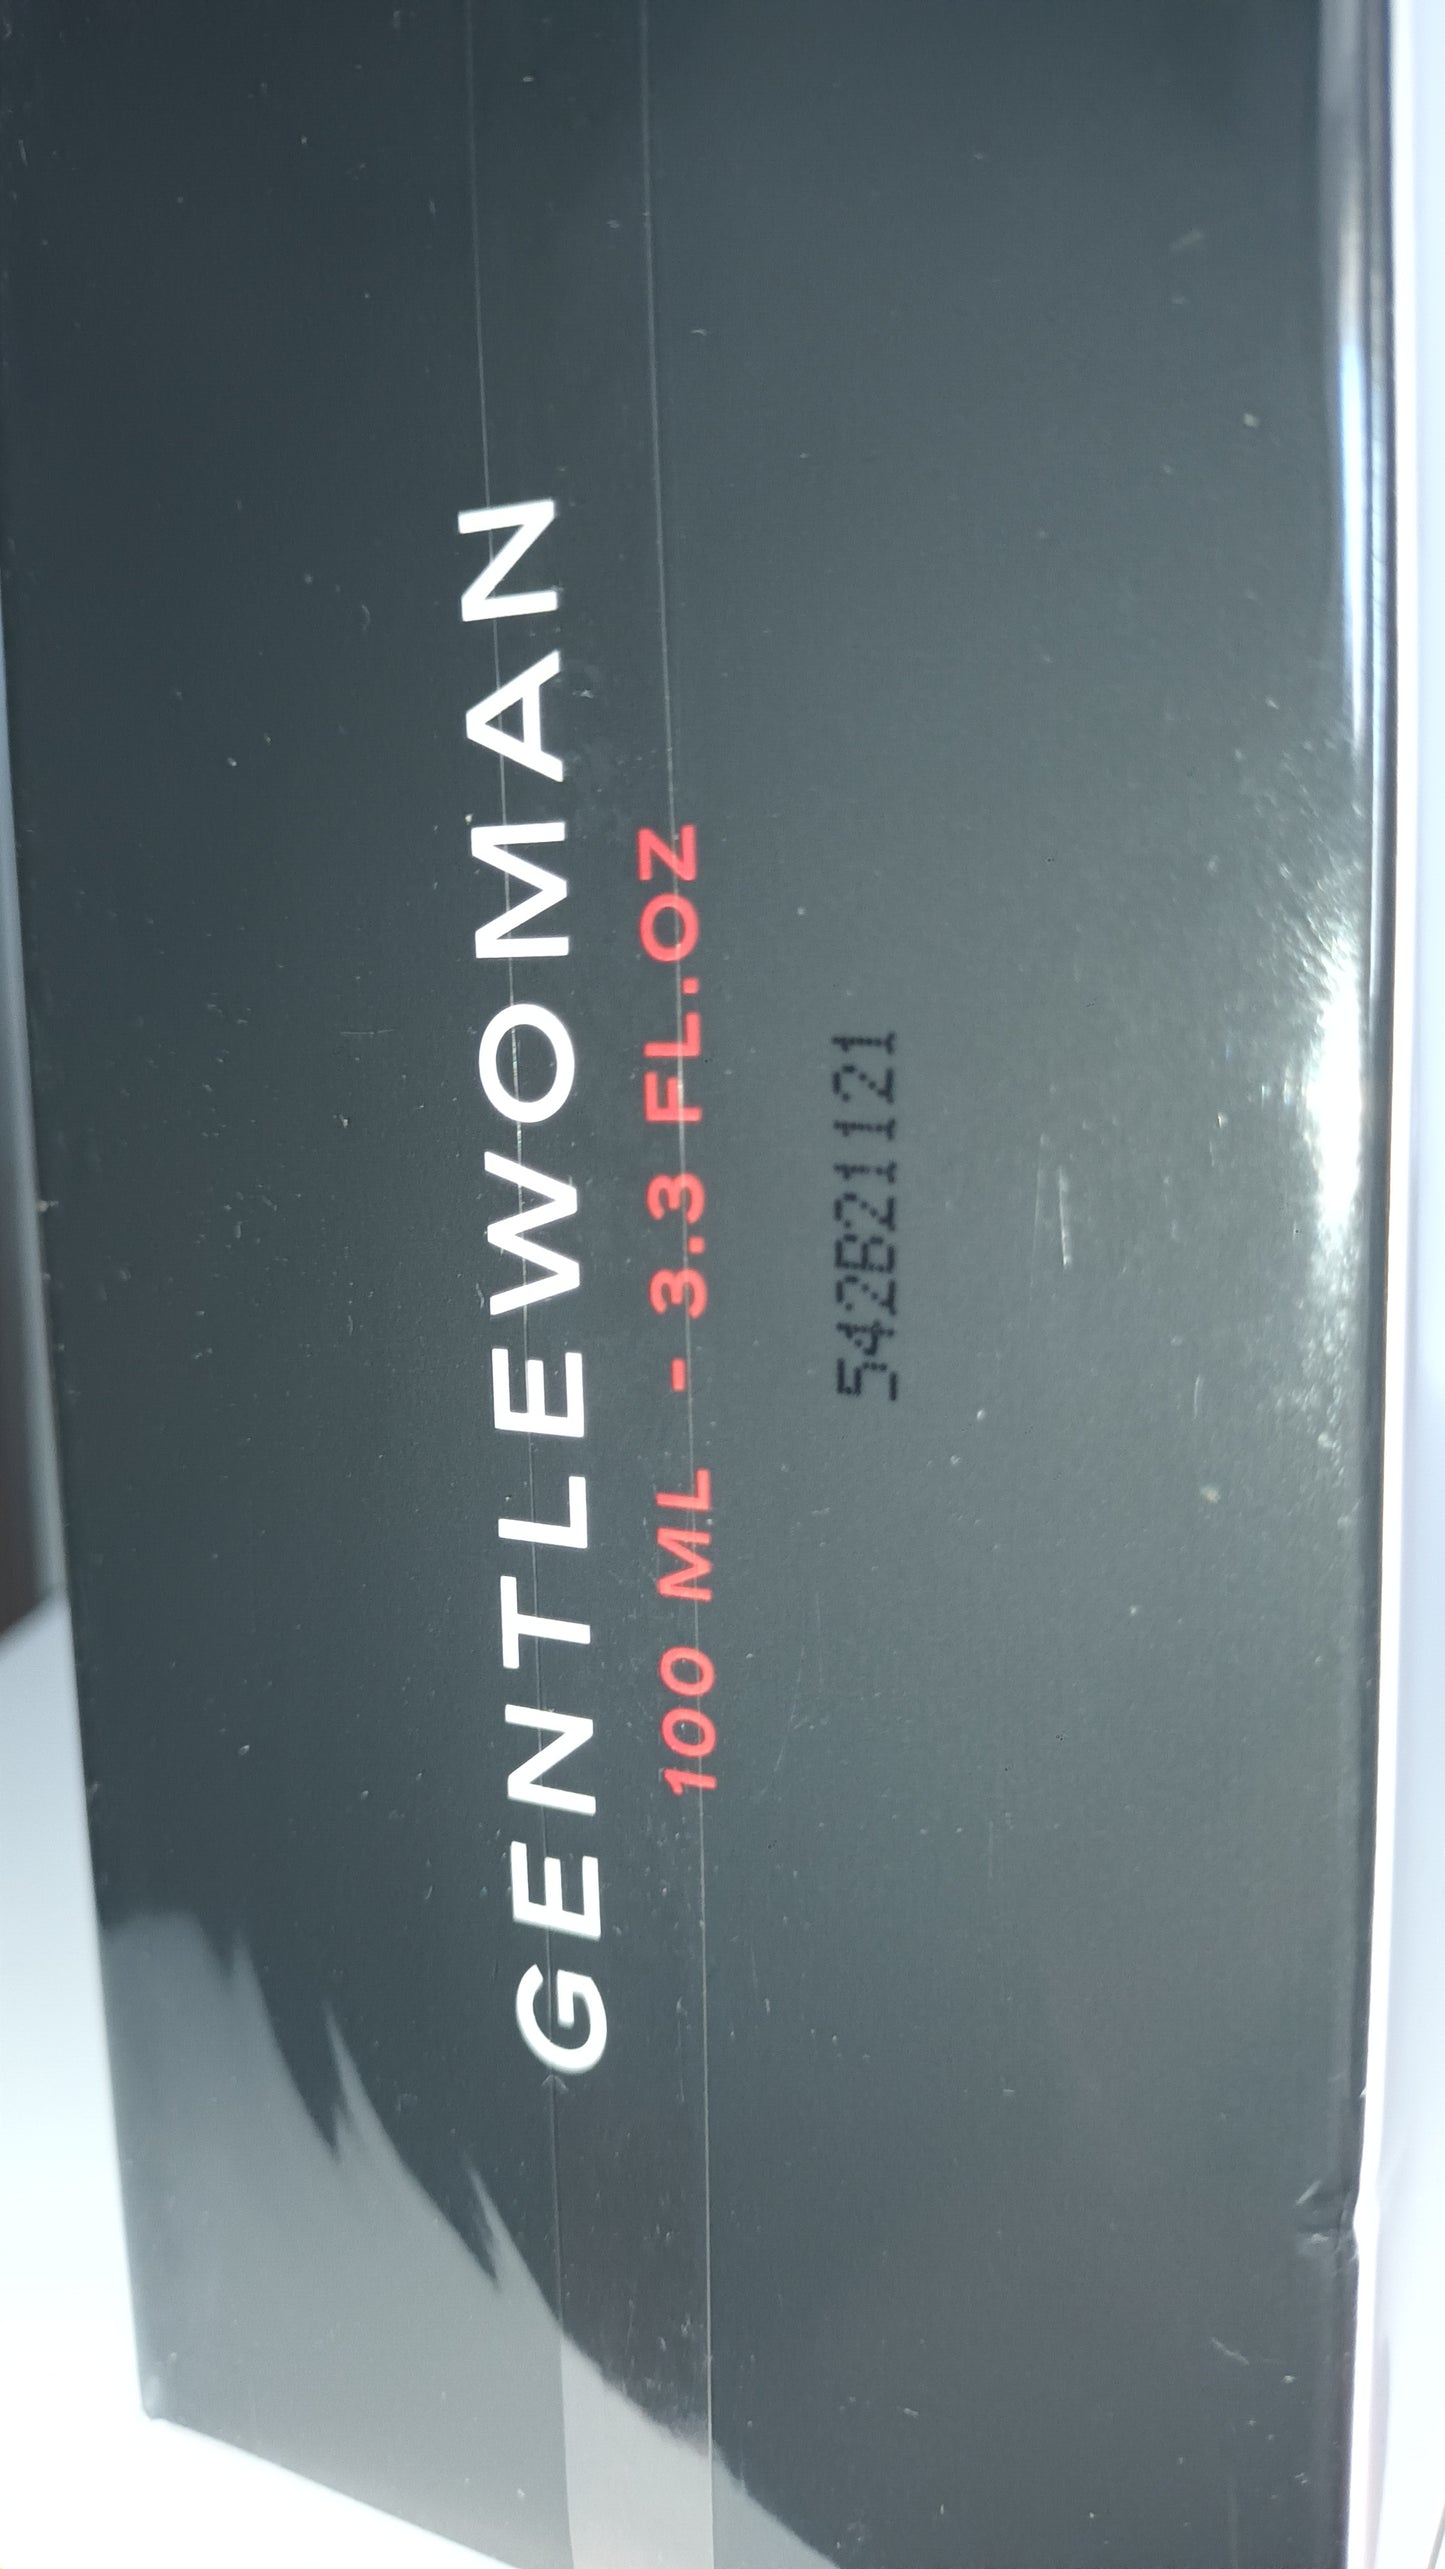 GENTLEWOMAN
100 ML - 3.3 FL.OZ
542B21121